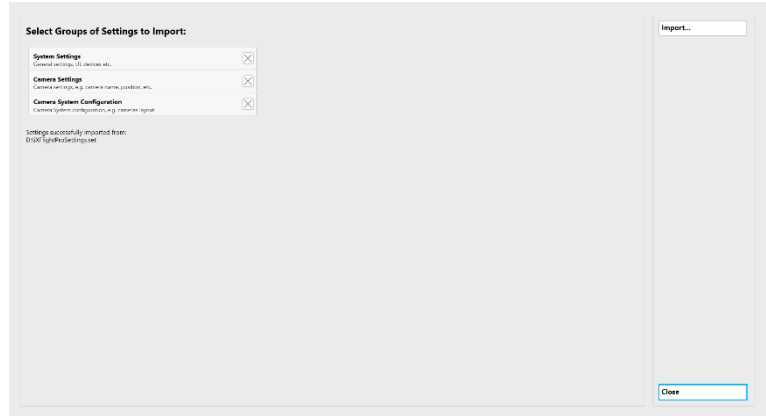 Select Groups of Settings to Import:
Import...
System Settings
General settings, UI, devices etc.
Camera Settings
Camera settings, e.g. camera name, position, etc.
Camera System Configuration
Camera System configuration, e.g. cameras layout
Settings successfully imported from:
Close